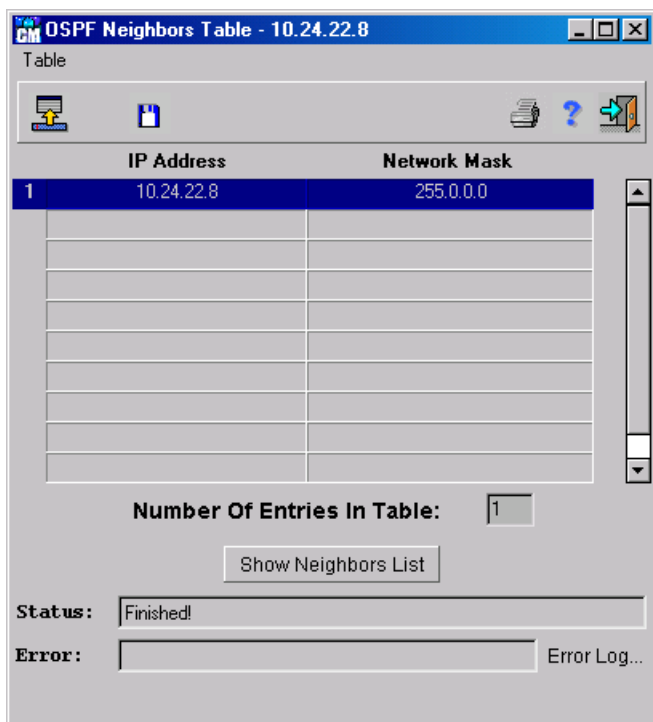 GM OSPF Neighbors Table - 10.24.22.8
Table
?
IP Address Network Mask
1 10.24.22.8 255.0.0.0
Number Of Entries In Table: 1
Show Neighbors List
Status: Finished!
Error: Error Log...